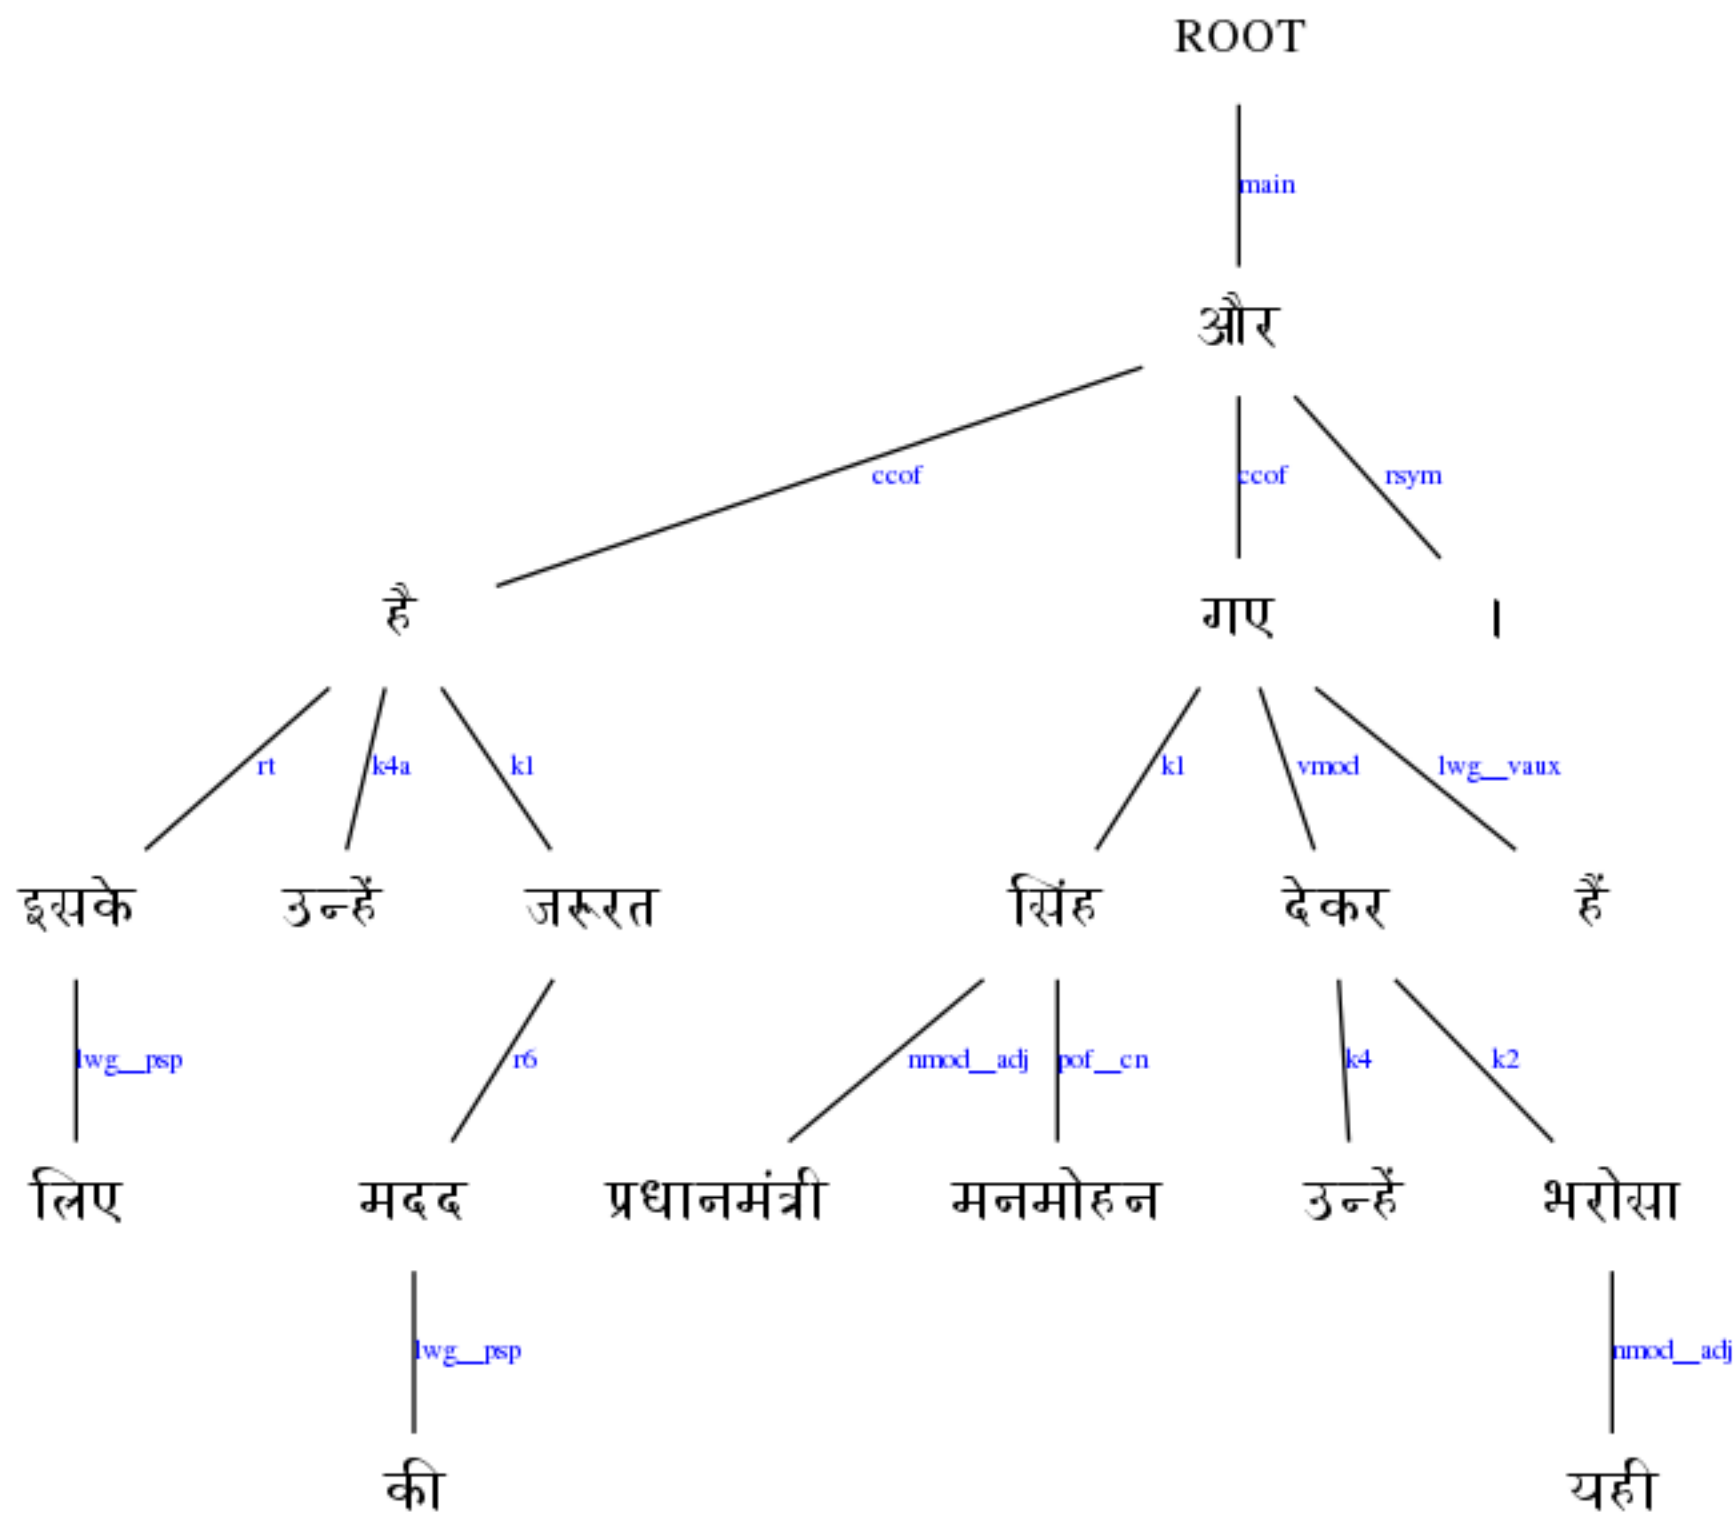 ROOT
main
और
ccof ccof rsym
है गए ।
rt k4a k1 k1 vmod lwg__vaux
इसके उन्हें जरूरत सिंह देकर हैं
lwg__psp r6 nmod__adj pof__cn k4 k2
लिए मदद प्रधानमंत्री मनमोहन उन्हें भरोसा
lwg__psp nmod__adj
की यही